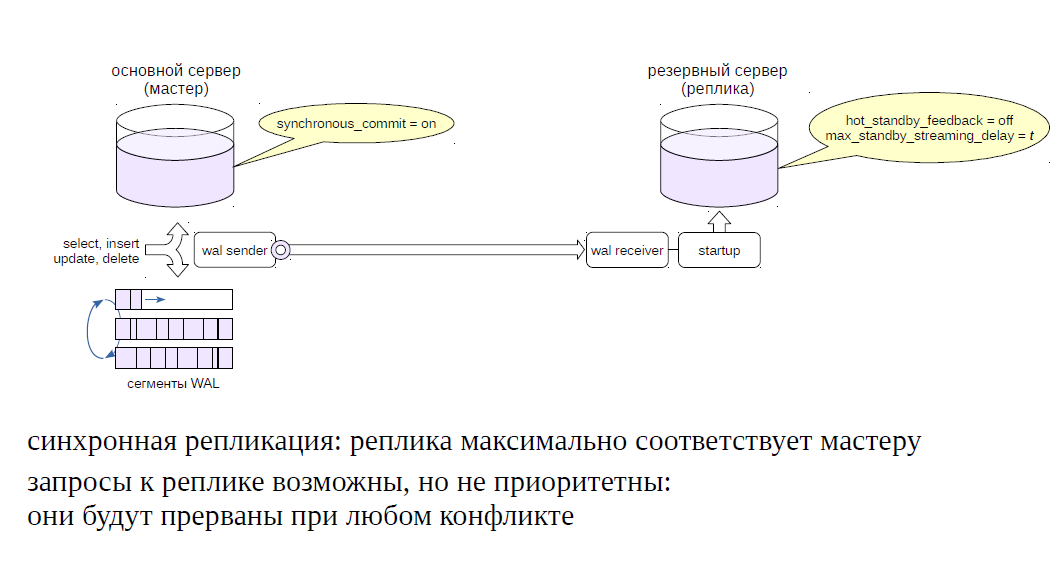 основной сервер
(мастер)
synchronous_commit = on
резервный сервер
(реплика)
hot_standby_feedback = off
max_standby_streaming_delay = t
select, insert
update, delete
wal sender
wal receiver
startup
сегменты WAL
синхронная репликация: реплика максимально соответствует мастеру
запросы к реплике возможны, но не приоритетны:
они будут прерваны при любом конфликте